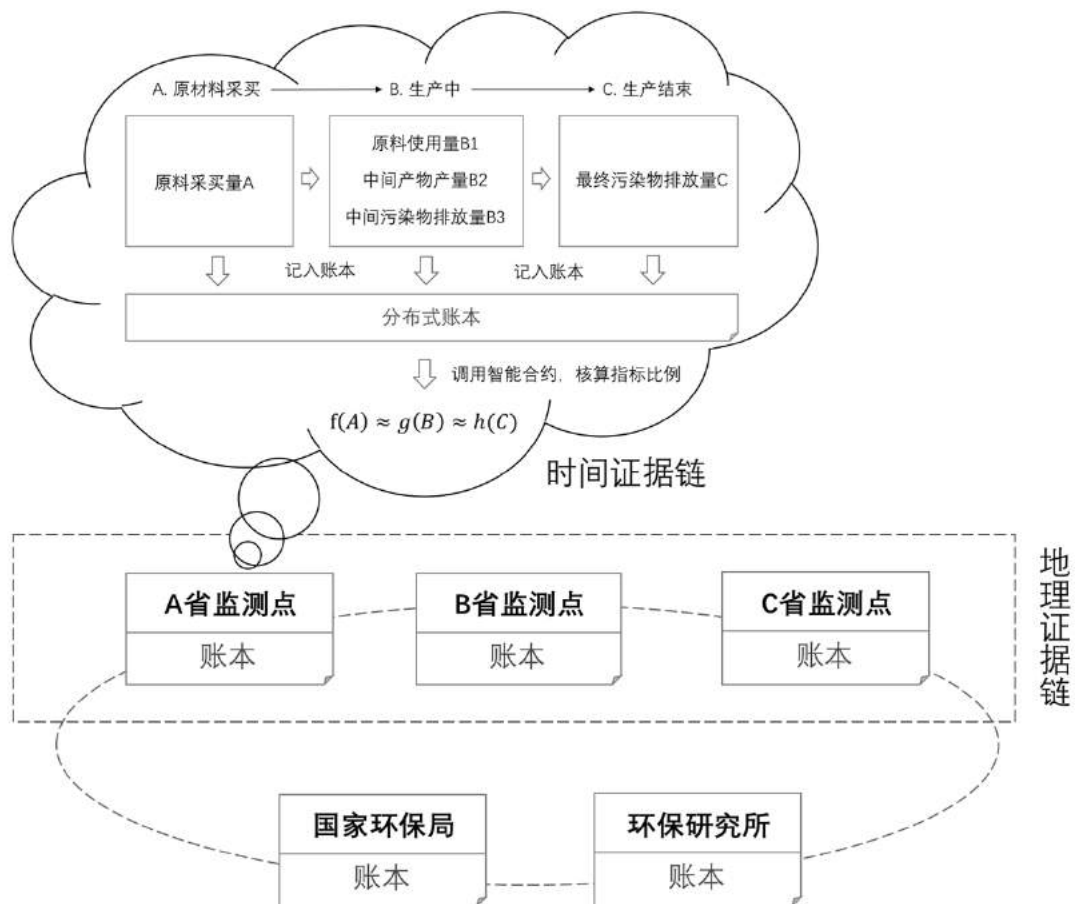 A. 原材料采买
B. 生产中
C. 生产结束
原料采买量A
原料使用量B1
中间产物产量B2
中间污染物排放量B3
最终污染物排放量C
记入账本
记入账本
分布式账本
调用智能合约，核算指标比例
f(A) ≈ g(B) ≈ h(C)
时间证据链
地理证据链
A省监测点
账本
B省监测点
账本
C省监测点
账本
国家环保局
账本
环保研究所
账本